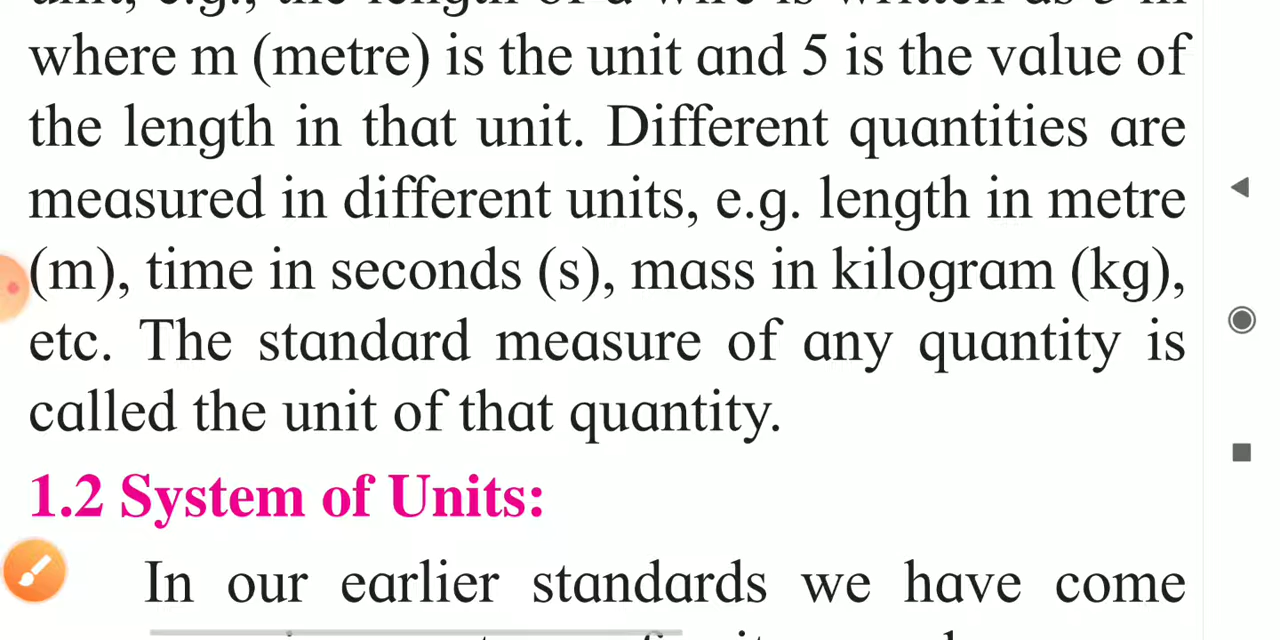 where m (metre) is the unit and 5 is the value of
the length in that unit. Different quantities are
measured in different units, e.g. length in metre
(m), time in seconds (s), mass in kilogram (kg),
etc. The standard measure of any quantity is
called the unit of that quantity.
1.2 System of Units:
In our earlier standards we have come